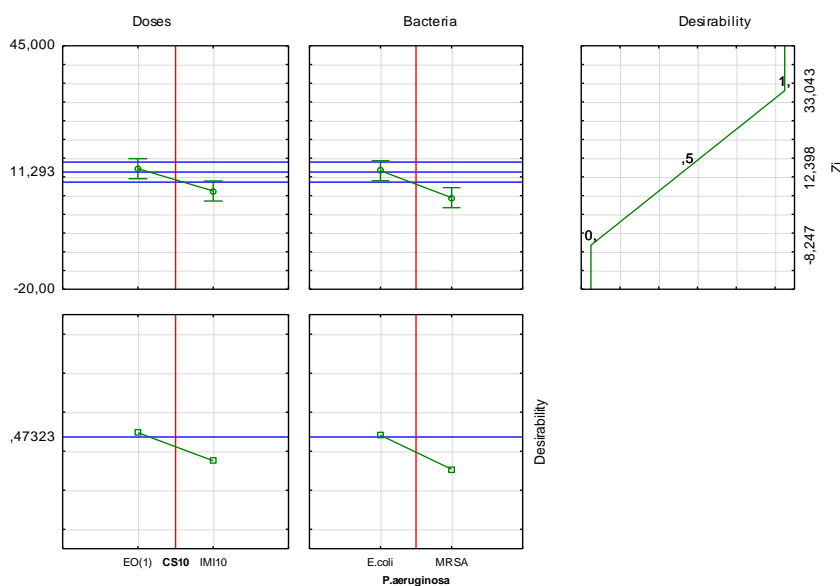 Doses Bacteria Desirability
45,000
11,293
-20,00
1,
,5
0,
33,043
12,398
-8,247
Zi
,47323
Desirability
EO(1) CS10 IMI10
E.coli MRSA
P.aeruginosa